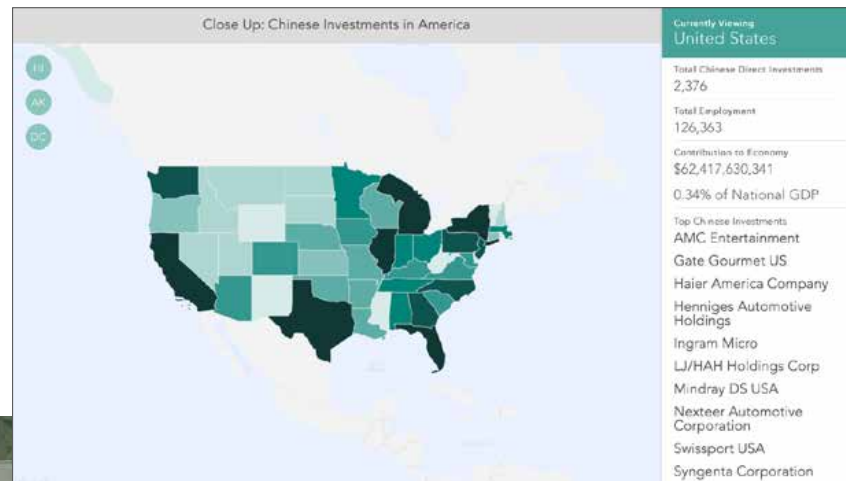 Close Up: Chinese Investments in America
HI
AK
DC
Currently Viewing
United States
Total Chinese Direct Investments
2,376
Total Employment
126,363
Contribution to Economy
$62,417,630,341
0.34% of National GDP
Top Chinese Investments
AMC Entertainment
Gate Gourmet US
Haier America Company
Henniges Automotive
Holdings
Ingram Micro
LJ/HAH Holdings Corp
Mindray DS USA
Nexteer Automotive
Corporation
Swissport USA
Syngenta Corporation